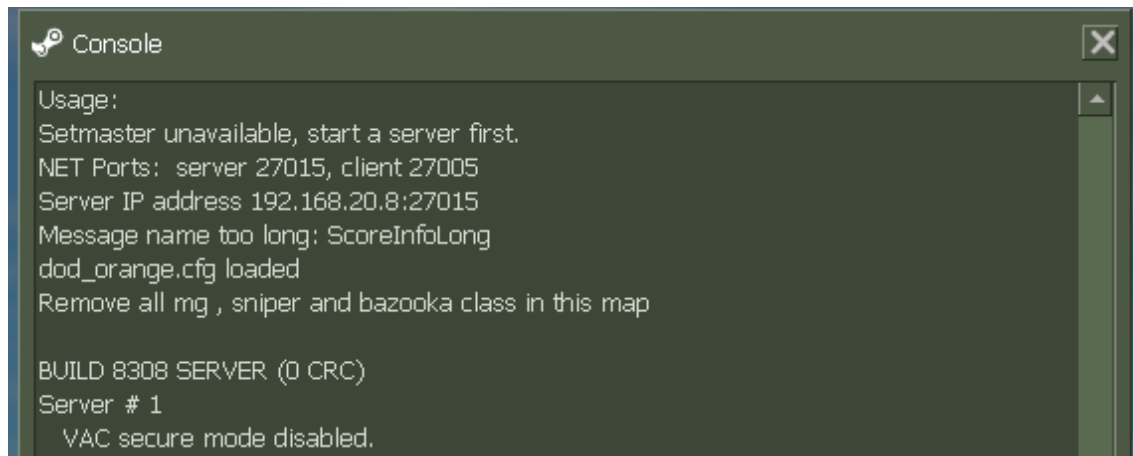 Console
Usage:
Setmaster unavailable, start a server first.
NET Ports:  server 27015, client 27005
Server IP address 192.168.20.8:27015
Message name too long: ScoreInfoLong
dod_orange.cfg loaded
Remove all mg , sniper and bazooka class in this map
BUILD 8308 SERVER (0 CRC)
Server # 1
VAC secure mode disabled.